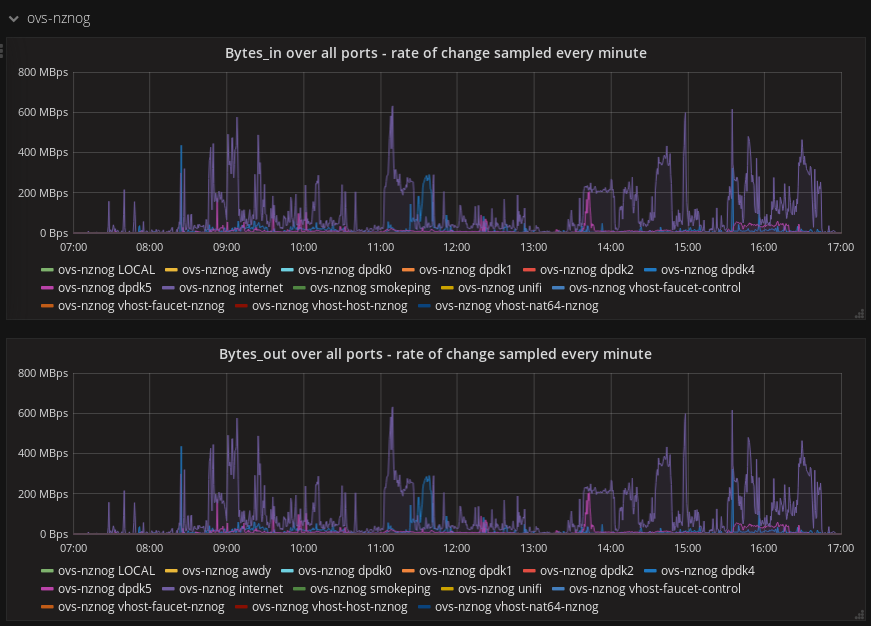 ovs-nznog
Bytes_in over all ports - rate of change sampled every minute
800 MBps
600 MBps
400 MBps
200 MBps
0 Bps
07:00 08:00 09:00 10:00 11:00 12:00 13:00 14:00 15:00 16:00 17:00
ovs-nznog LOCAL ovs-nznog awdy ovs-nznog dpdk0 ovs-nznog dpdk1 ovs-nznog dpdk2 ovs-nznog dpdk4
ovs-nznog dpdk5 ovs-nznog internet ovs-nznog smokeping ovs-nznog unifi ovs-nznog vhost-faucet-control
ovs-nznog vhost-faucet-nznog ovs-nznog vhost-host-nznog ovs-nznog vhost-nat64-nznog
Bytes_out over all ports - rate of change sampled every minute
800 MBps
600 MBps
400 MBps
200 MBps
0 Bps
07:00 08:00 09:00 10:00 11:00 12:00 13:00 14:00 15:00 16:00 17:00
ovs-nznog LOCAL ovs-nznog awdy ovs-nznog dpdk0 ovs-nznog dpdk1 ovs-nznog dpdk2 ovs-nznog dpdk4
ovs-nznog dpdk5 ovs-nznog internet ovs-nznog smokeping ovs-nznog unifi ovs-nznog vhost-faucet-control
ovs-nznog vhost-faucet-nznog ovs-nznog vhost-host-nznog ovs-nznog vhost-nat64-nznog